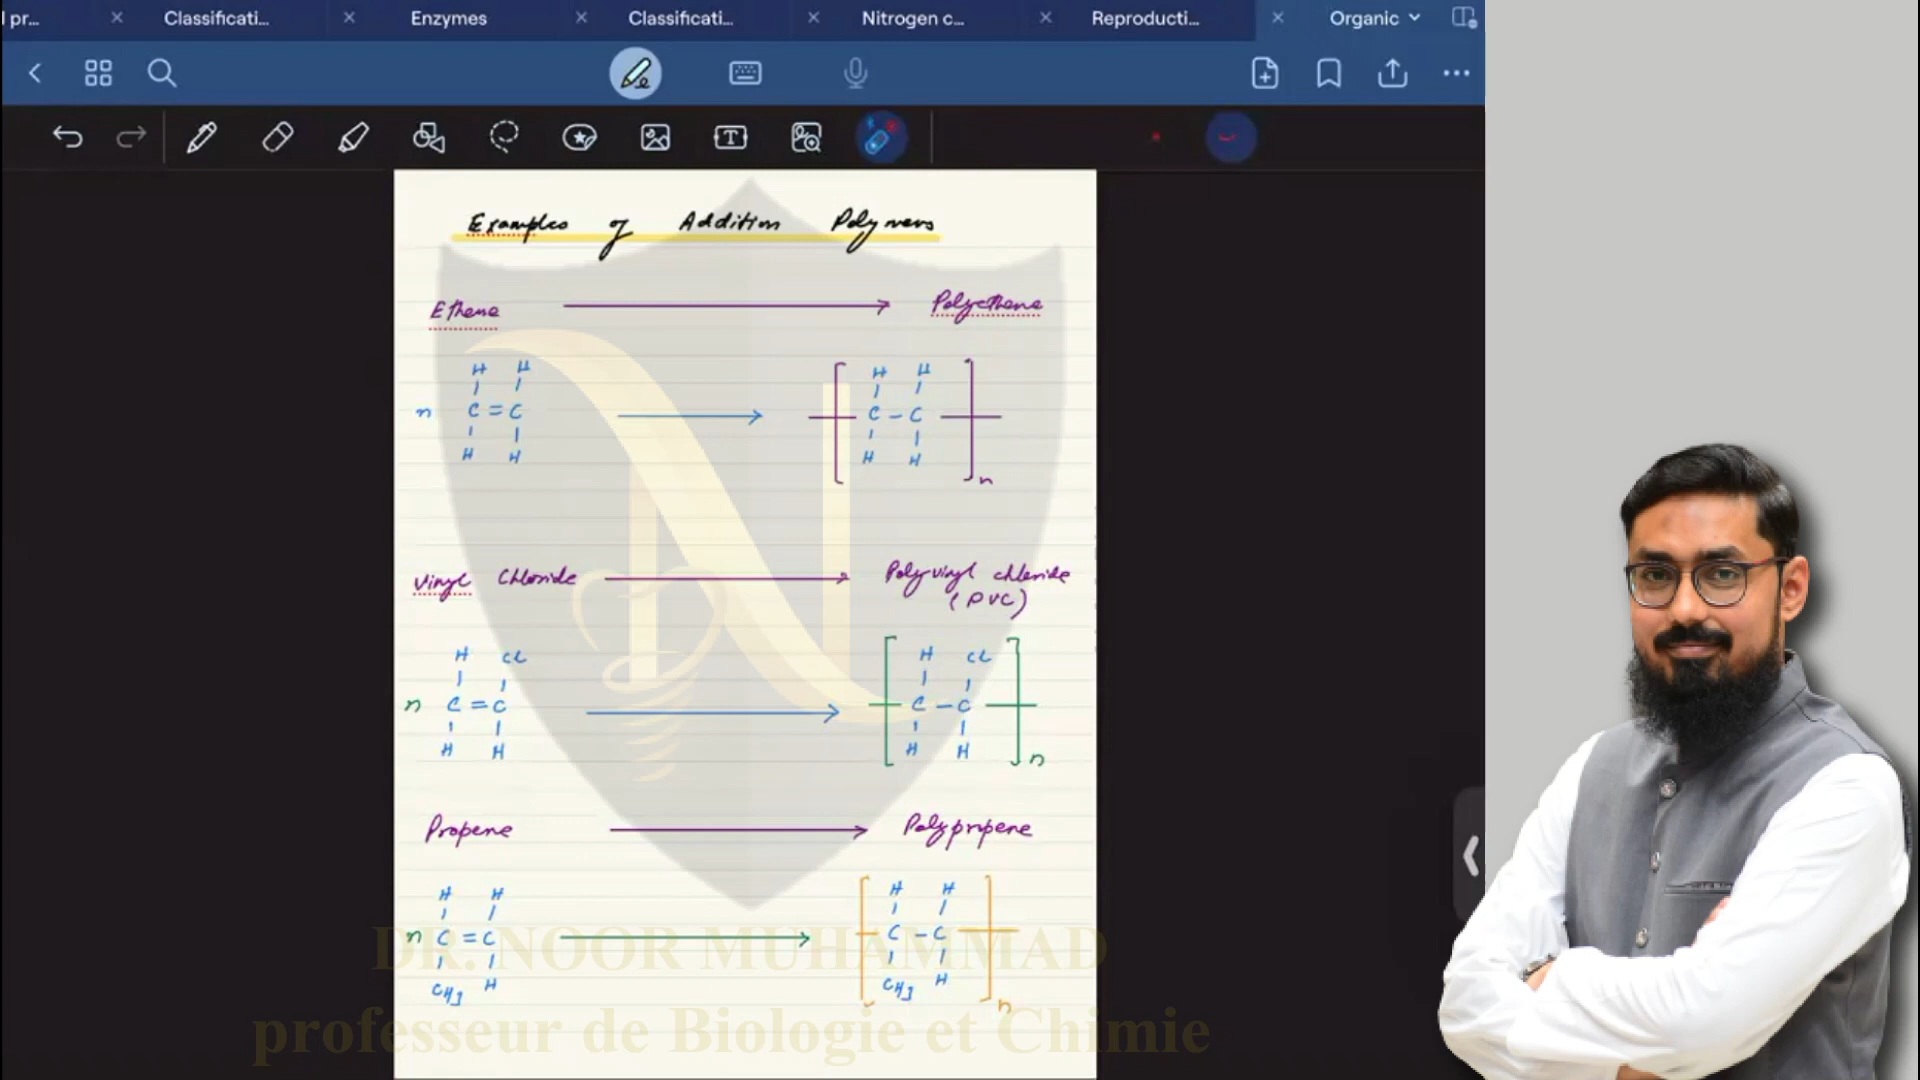 l pr... Classificati... Enzymes Classificati... Nitrogen c... Reproducti... Organic
Examples of Addition Polymers
Ethene Polyethene
H H H H
n C = C C - C
H H H H n
Vinyl Chloride Polyvinyl chloride
(PVC)
H Cl H Cl
n C = C C - C
H H H H n
Propene Polypropene
H H H H
n C = C C - C
CH3 H CH3 H n
DR. NOOR MUHAMMAD
professeur de Biologie et Chimie